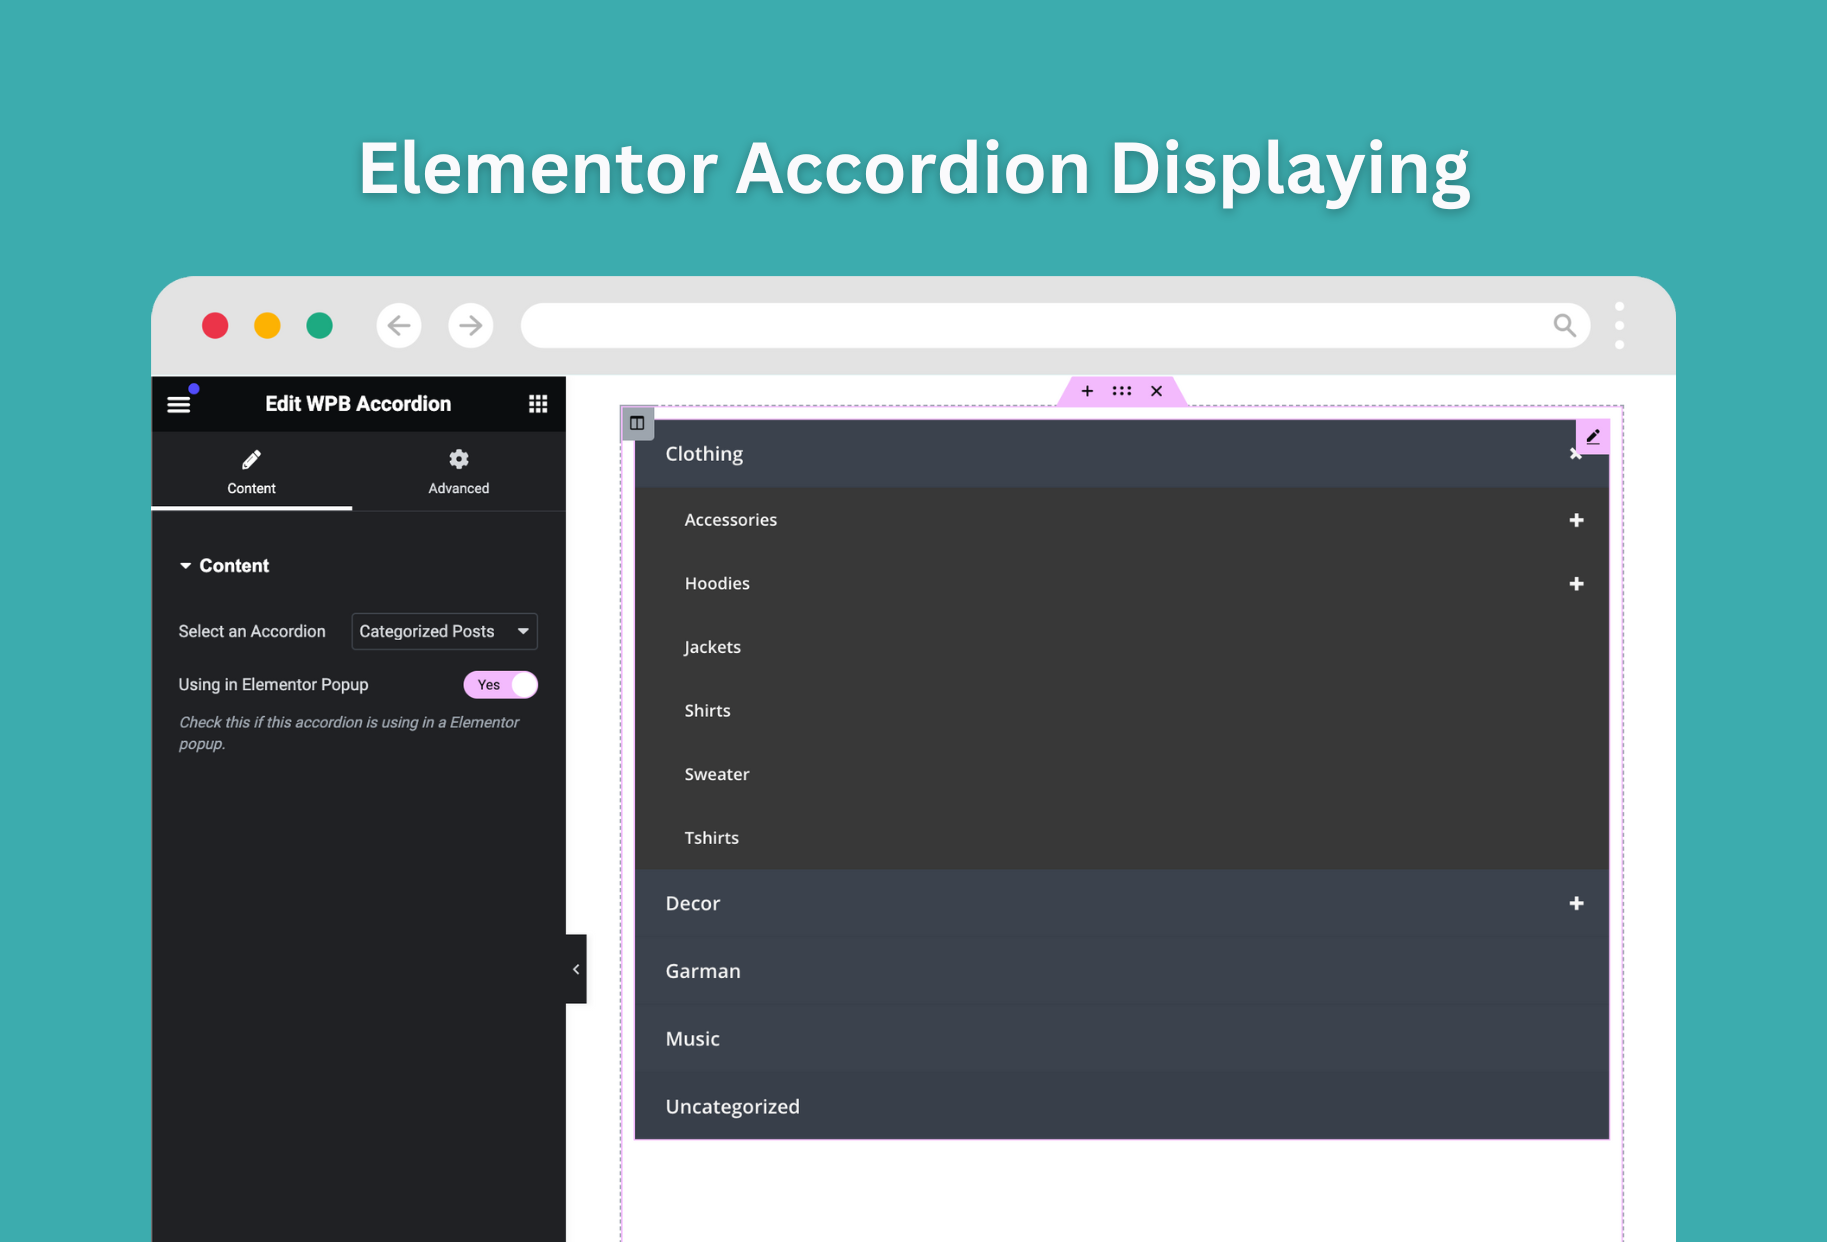 Elementor Accordion Displaying
Edit WPB Accordion
Content
Advanced
Content
Select an Accordion
Categorized Posts
Using in Elementor Popup
Yes
Check this if this accordion is using in a Elementor
popup.
Clothing
Accessories
Hoodies
Jackets
Shirts
Sweater
Tshirts
Decor
Garman
Music
Uncategorized